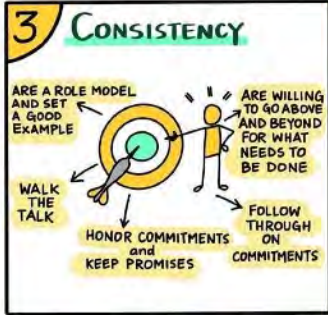 3
CONSISTENCY
ARE A ROLE MODEL
AND SET
A GOOD
EXAMPLE
ARE WILLING
TO GO ABOVE
AND BEYOND
FOR WHAT
NEEDS TO
BE DONE
WALK
THE
TALK
HONOR COMMITMENTS
and
KEEP PROMISES
FOLLOW
THROUGH
ON
COMMITMENTS